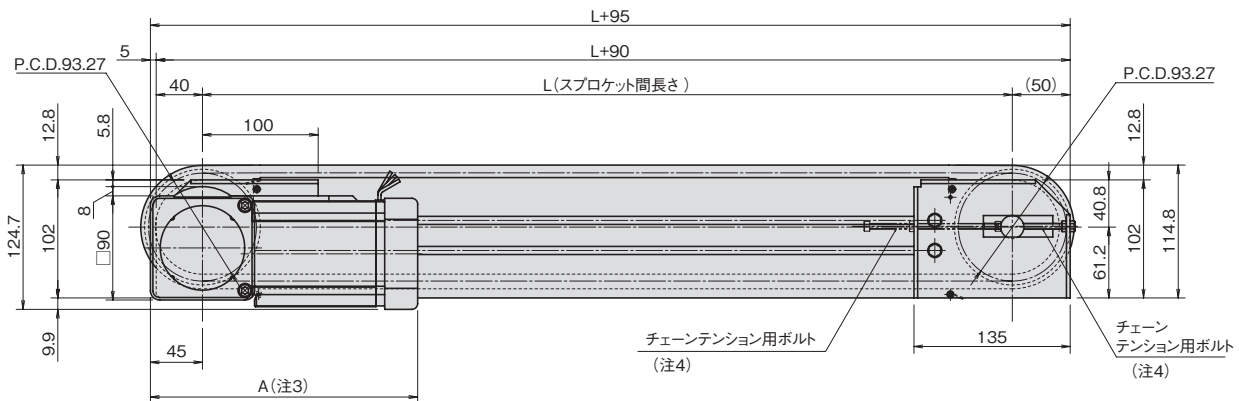 L+95
5
L+90
P.C.D.93.27
40
L(スプロケット間長さ)
(50)
P.C.D.93.27
12.8
5.8
100
12.8
8
124.7
102
□90
40.8
61.2
102
114.8
9.9
45
チェーンテンション用ボルト
(注4)
135
チェーン
テンション用ボルト
(注4)
A(注3)